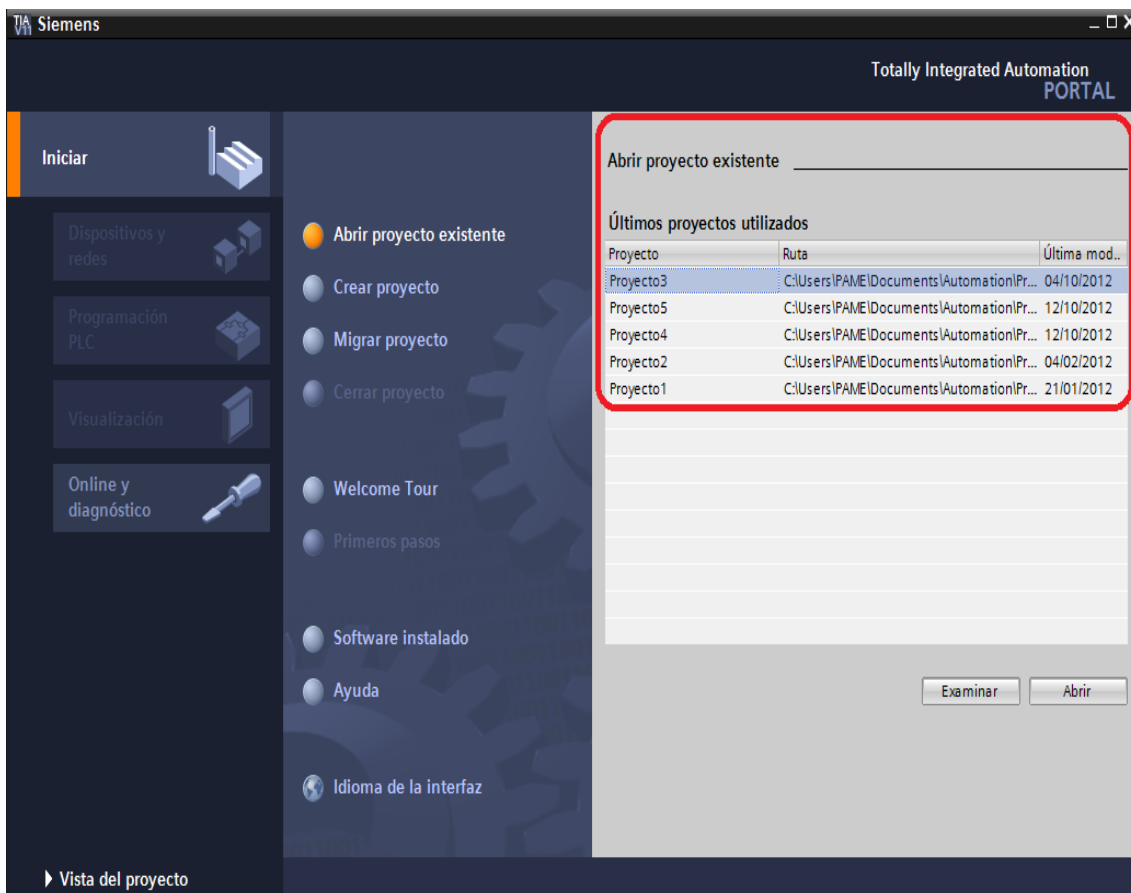 TIA V11 Siemens
Totally Integrated Automation
PORTAL
Iniciar
Dispositivos y
redes
Programación
PLC
Visualización
Online y
diagnóstico
Abrir proyecto existente
Crear proyecto
Migrar proyecto
Cerrar proyecto
Welcome Tour
Primeros pasos
Software instalado
Ayuda
Idioma de la interfaz
Abrir proyecto existente
Últimos proyectos utilizados
Proyecto Ruta Última mod..
Proyecto3 C:\Users\PAME\Documents\Automation\Pr... 04/10/2012
Proyecto5 C:\Users\PAME\Documents\Automation\Pr... 12/10/2012
Proyecto4 C:\Users\PAME\Documents\Automation\Pr... 12/10/2012
Proyecto2 C:\Users\PAME\Documents\Automation\Pr... 04/02/2012
Proyecto1 C:\Users\PAME\Documents\Automation\Pr... 21/01/2012
Examinar Abrir
Vista del proyecto